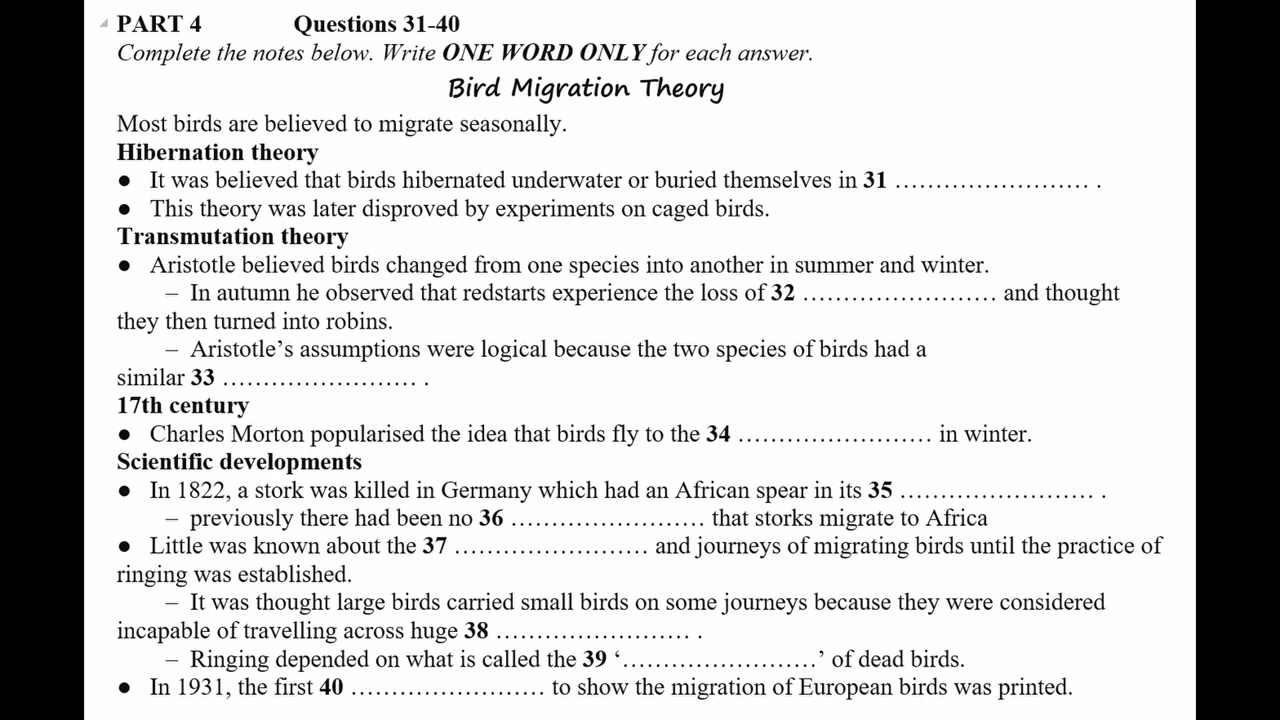 PART 4 Questions 31-40
Complete the notes below. Write ONE WORD ONLY for each answer.
Bird Migration Theory
Most birds are believed to migrate seasonally.
Hibernation theory
● It was believed that birds hibernated underwater or buried themselves in 31 …………………… .
● This theory was later disproved by experiments on caged birds.
Transmutation theory
● Aristotle believed birds changed from one species into another in summer and winter.
– In autumn he observed that redstarts experience the loss of 32 …………………… and thought
they then turned into robins.
– Aristotle’s assumptions were logical because the two species of birds had a
similar 33 …………………… .
17th century
● Charles Morton popularised the idea that birds fly to the 34 …………………… in winter.
Scientific developments
● In 1822, a stork was killed in Germany which had an African spear in its 35 …………………… .
– previously there had been no 36 …………………… that storks migrate to Africa
● Little was known about the 37 …………………… and journeys of migrating birds until the practice of
ringing was established.
– It was thought large birds carried small birds on some journeys because they were considered
incapable of travelling across huge 38 …………………… .
– Ringing depended on what is called the 39 ‘……………………’ of dead birds.
● In 1931, the first 40 …………………… to show the migration of European birds was printed.